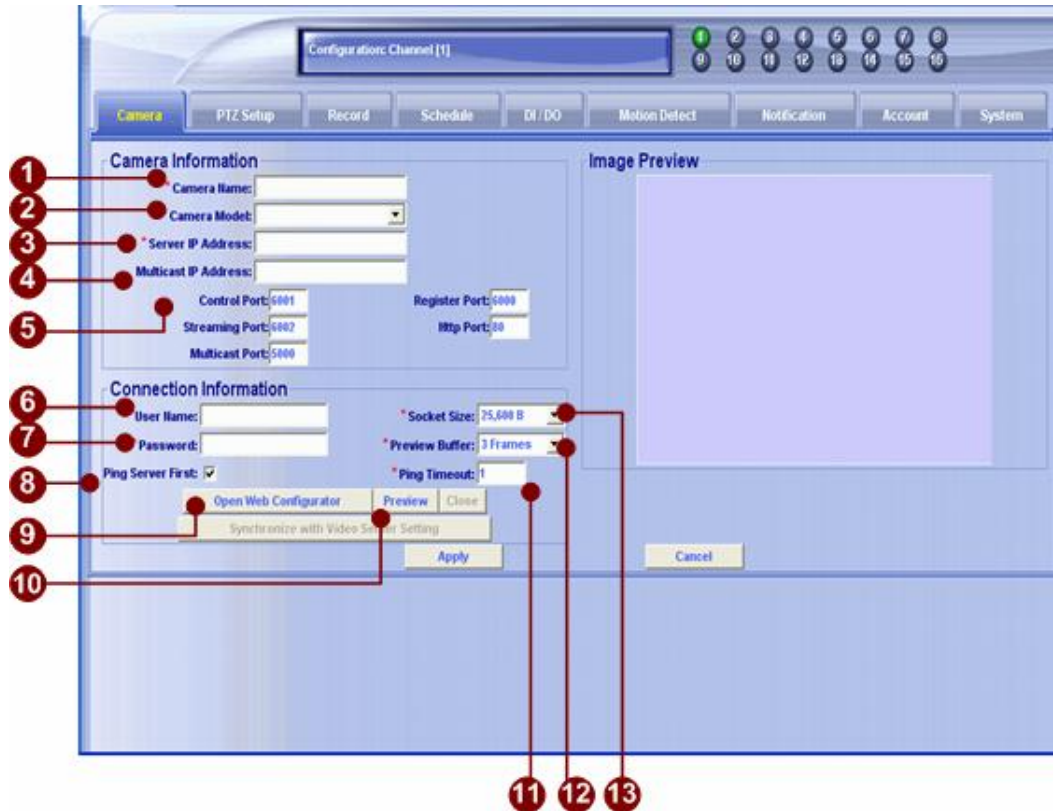 Configuration: Channel [1]
1 2 3 4 5 6 7 8
9 10 11 12 13 14 15 16
Camera PTZ Setup Record Schedule DI / DO Motion Detect Notification Account System
Camera Information
Image Preview
1 *Camera Name:
2 Camera Model:
3 *Server IP Address:
4 Multicast IP Address:
5 Control Port: 6001 Register Port: 6000
Streaming Port: 6002 Http Port: 80
Multicast Port: 5000
Connection Information
6 User Name: *Socket Size: 25,600 B
7 *Password: *Preview Buffer: 3 Frames
8 Ping Server First: *Ping Timeout: 1
9 Open Web Configurator Preview Close
Synchronize with Video Server Setting
10 Apply Cancel
11 12 13